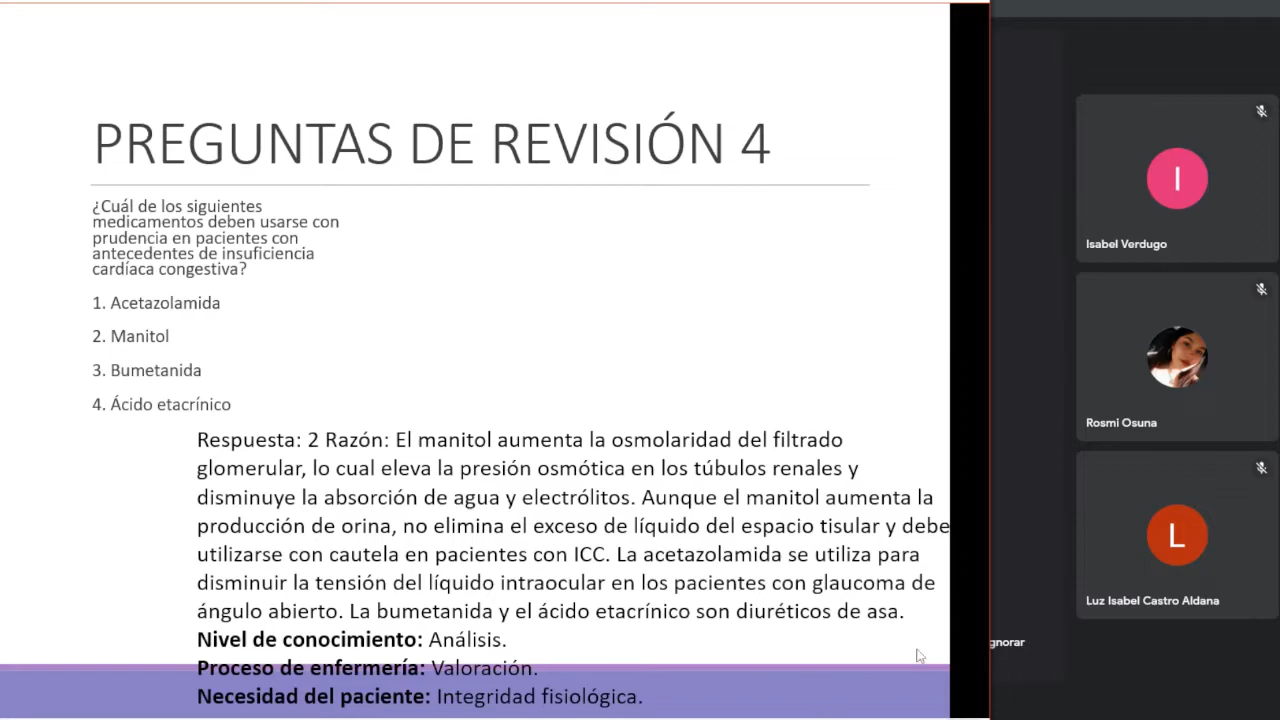 PREGUNTAS DE REVISIÓN 4
¿Cuál de los siguientes
medicamentos deben usarse con
prudencia en pacientes con
antecedentes de insuficiencia
cardíaca congestiva?
1. Acetazolamida
2. Manitol
3. Bumetanida
4. Ácido etacrínico
Respuesta: 2 Razón: El manitol aumenta la osmolaridad del filtrado
glomerular, lo cual eleva la presión osmótica en los túbulos renales y
disminuye la absorción de agua y electrólitos. Aunque el manitol aumenta la
producción de orina, no elimina el exceso de líquido del espacio tisular y debe
utilizarse con cautela en pacientes con ICC. La acetazolamida se utiliza para
disminuir la tensión del líquido intraocular en los pacientes con glaucoma de
ángulo abierto. La bumetanida y el ácido etacrínico son diuréticos de asa.
Nivel de conocimiento: Análisis.
Proceso de enfermería: Valoración.
Necesidad del paciente: Integridad fisiológica.
I
Isabel Verdugo
Rosmi Osuna
L
Luz Isabel Castro Aldana
gnorar